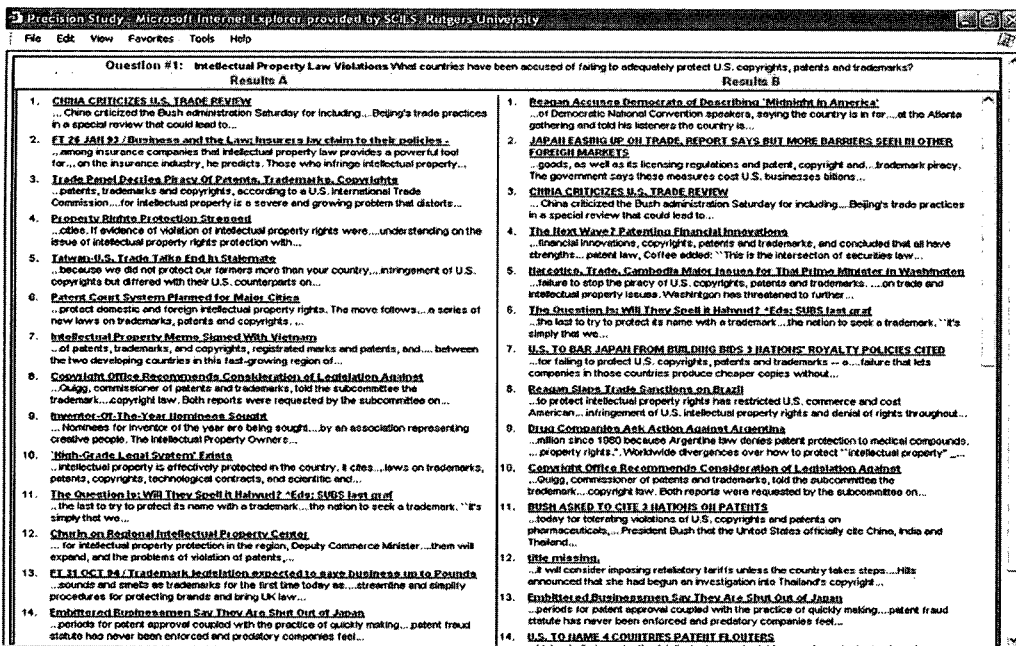 Precision Study - Microsoft Internet Explorer provided by SCILS, Rutgers University
File Edit View Favorites Tools Help
Question #1: Intellectual Property Law Violations What countries have been accused of failing to adequately protect U.S. copyrights, patents and trademarks?
Results A
1. CHINA CRITICIZES U.S. TRADE REVIEW
... China criticized the Bush administration Saturday for including....Beijing's trade practices
in a special review that could lead to...
2. FT 26 JAN 93 / Business and the Law: Insurers lay claim to their policies -
...among insurance companies that intellectual property law provides a powerful tool
for....on the insurance industry, he predicts. Those who infringe intellectual property...
3. Trade Panel Decries Piracy Of Patents, Trademarks, Copyrights
...patents, trademarks and copyrights, according to a U.S. International Trade
Commission....for intellectual property is a severe and growing problem that distorts...
4. Property Rights Protection Stressed
...cities. If evidence of violation of intellectual property rights were....understanding on the
issue of intellectual property rights protection with...
5. Taiwan-U.S. Trade Talks End In Stalemate
...because we did not protect our farmers more than your country....infringement of U.S.
copyrights but differed with their U.S. counterparts on...
6. Patent Court System Planned for Major Cities
...protect domestic and foreign intellectual property rights. The move follows....a series of
new laws on trademarks, patents and copyrights. ...
7. Intellectual Property Memo Signed With Vietnam
...of patents, trademarks, and copyrights, registered marks and patents, and.... between
the two developing countries in this fast-growing region of...
8. Copyright Office Recommends Consideration of Legislation Against
...Quigg, commissioner of patents and trademarks, told the subcommittee the
trademark....copyright law. Both reports were requested by the subcommittee on...
9. Inventor-Of-The-Year Nominees Sought
... Nominees for inventor of the year are being sought....by an association representing
creative people. The Intellectual Property Owners...
10. 'High-Grade Legal System' Exists
...intellectual property is effectively protected in the country. It cites...laws on trademarks,
patents, copyrights, technological contracts, and scientific and...
11. The Question Is: Will They Spell it Halvud? ^Eds: SUBS last graf
...the last to try to protect its name with a trademark....the nation to seek a trademark. ``It's
simply that we...
12. Chuan on Regional Intellectual Property Center
... for intellectual property protection in the region, Deputy Commerce Minister....them will
expand, and the problems of violation of patents,...
13. FT 31 OCT 94 / Trademark legislation expected to save business up to Pounds
...sounds and smells as trademarks for the first time today as....streamline and simplify
procedures for protecting brands and bring UK law...
14. Embittered Businessmen Say They Are Shut Out of Japan
...periods for patent approval coupled with the practice of quickly making....patent fraud
statute has never been enforced and predatory companies feel...
Results B
1. Reagan Accuses Democrats of Describing `Midnight in America'
...of Democratic National Convention speakers, saying the country is in for....at the Atlanta
gathering and told his listeners the country is...
2. JAPAN EASING UP ON TRADE, REPORT SAYS BUT MORE BARRIERS SEEN IN OTHER
FOREIGN MARKETS
...goods, as well as its licensing regulations and patent, copyright and....trademark piracy.
The government says these measures cost U.S. businesses billions...
3. CHINA CRITICIZES U.S. TRADE REVIEW
... China criticized the Bush administration Saturday for including....Beijing's trade practices
in a special review that could lead to...
4. The Next Wave? Patenting Financial Innovations
...financial innovations, copyrights, patents and trademarks, and concluded that all have
strengths... patent law, Coffee added: ``This is the intersection of securities law...
5. Narcotics, Trade, Cambodia Major Issues for Thai Prime Minister in Washington
...failure to stop the piracy of U.S. copyrights, patents and trademarks. ....on trade and
intellectual property issues. Washington has threatened to further...
6. The Question Is: Will They Spell it Halvud? ^Eds: SUBS last graf
...the last to try to protect its name with a trademark....the nation to seek a trademark. ``It's
simply that we...
7. U.S. TO BAR JAPAN FROM BUILDING BIDS 3 NATIONS' ROYALTY POLICIES CITED
...for failing to protect U.S. copyrights, patents and trademarks -- a....failure that lets
companies in those countries produce cheaper copies without...
8. Reagan Slaps Trade Sanctions on Brazil
...to protect intellectual property rights has restricted U.S. commerce and cost
American....infringement of U.S. intellectual property rights and denial of rights throughout...
9. Drug Companies Ask Action Against Argentina
...million since 1980 because Argentine law denies patent protection to medical compounds.
... property rights.". Worldwide divergences over how to protect ``intellectual property'' _...
10. Copyright Office Recommends Consideration of Legislation Against
...Quigg, commissioner of patents and trademarks, told the subcommittee the
trademark....copyright law. Both reports were requested by the subcommittee on...
11. BUSH ASKED TO CITE 3 NATIONS ON PATENTS
...today for tolerating violations of U.S. copyrights and patents on
pharmaceuticals.... President Bush that the United States officially cite China, India and
Thailand...
12. title missing.
...it will consider imposing retaliatory tariffs unless the country takes steps....Hills
announced that she had begun an investigation into Thailand's copyright...
13. Embittered Businessmen Say They Are Shut Out of Japan
...periods for patent approval coupled with the practice of quickly making....patent fraud
statute has never been enforced and predatory companies feel...
14. U.S. TO NAME 4 COUNTRIES PATENT FLOUTERS